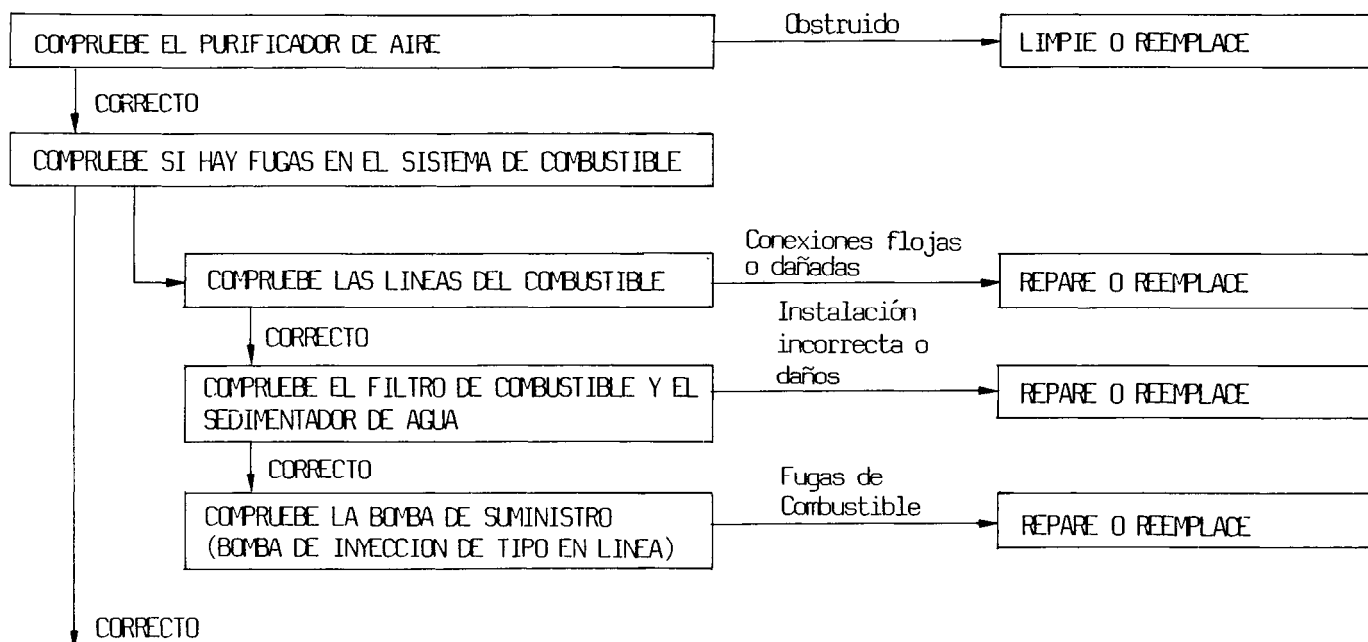 COMPRUEBE EL PURIFICADOR DE AIRE
Obstruido
LIMPIE O REEMPLACE
CORRECTO
COMPRUEBE SI HAY FUGAS EN EL SISTEMA DE COMBUSTIBLE
COMPRUEBE LAS LINEAS DEL COMBUSTIBLE
Conexiones flojas
o dañadas
REPARE O REEMPLACE
CORRECTO
COMPRUEBE EL FILTRO DE COMBUSTIBLE Y EL
SEDIMENTADOR DE AGUA
Instalación
incorrecta o
daños
REPARE O REEMPLACE
CORRECTO
COMPRUEBE LA BOMBA DE SUMINISTRO
(BOMBA DE INYECCION DE TIPO EN LINEA)
Fugas de
Combustible
REPARE O REEMPLACE
CORRECTO